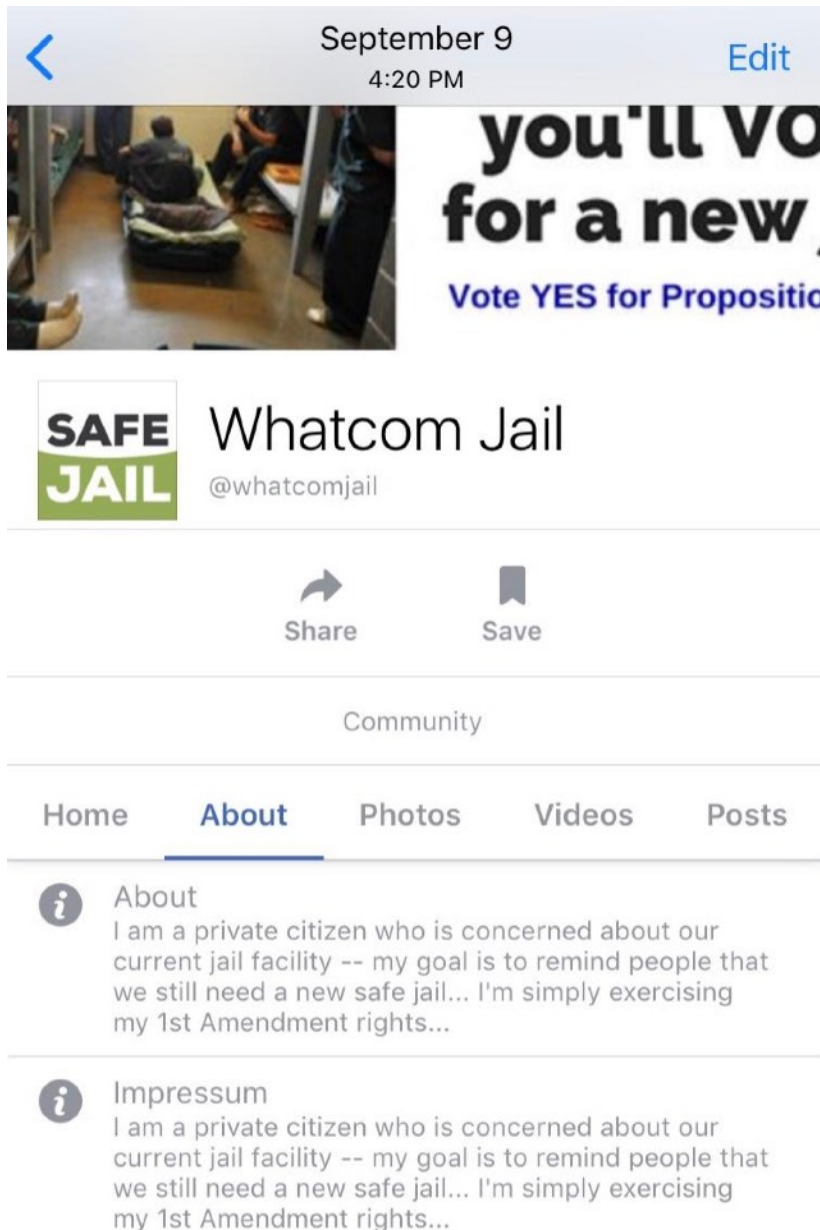 September 9
4:20 PM
Edit
you'll
for a new
Vote YES for
SAFE
JAIL
Whatcom Jail
@whatcomjail
Share
Save
Community
Home
About
Photos
Videos
Posts
About
I am a private citizen who is concerned about our
current jail facility -- my goal is to remind people that
we still need a new safe jail... I'm simply exercising
my 1st Amendment rights...
Impressum
I am a private citizen who is concerned about our
current jail facility -- my goal is to remind people that
we still need a new safe jail... I'm simply exercising
my 1st Amendment rights...